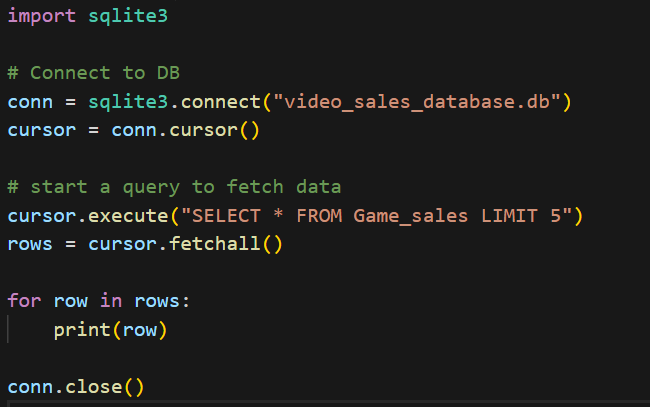 import sqlite3
# Connect to DB
conn = sqlite3.connect("video_sales_database.db")
cursor = conn.cursor()
# start a query to fetch data
cursor.execute("SELECT * FROM Game_sales LIMIT 5")
rows = cursor.fetchall()
for row in rows:
    print(row)
conn.close()